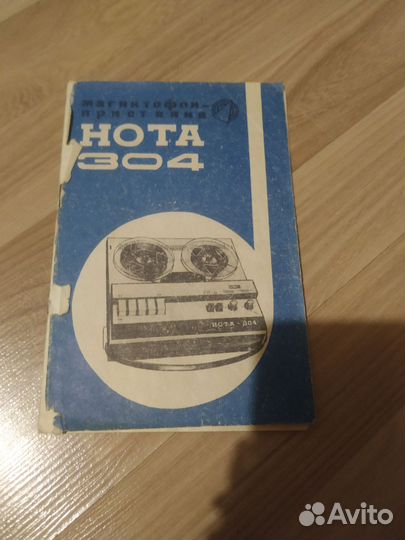 магнитофон-
приставка
НОТА
304
НОТА-304
Avito